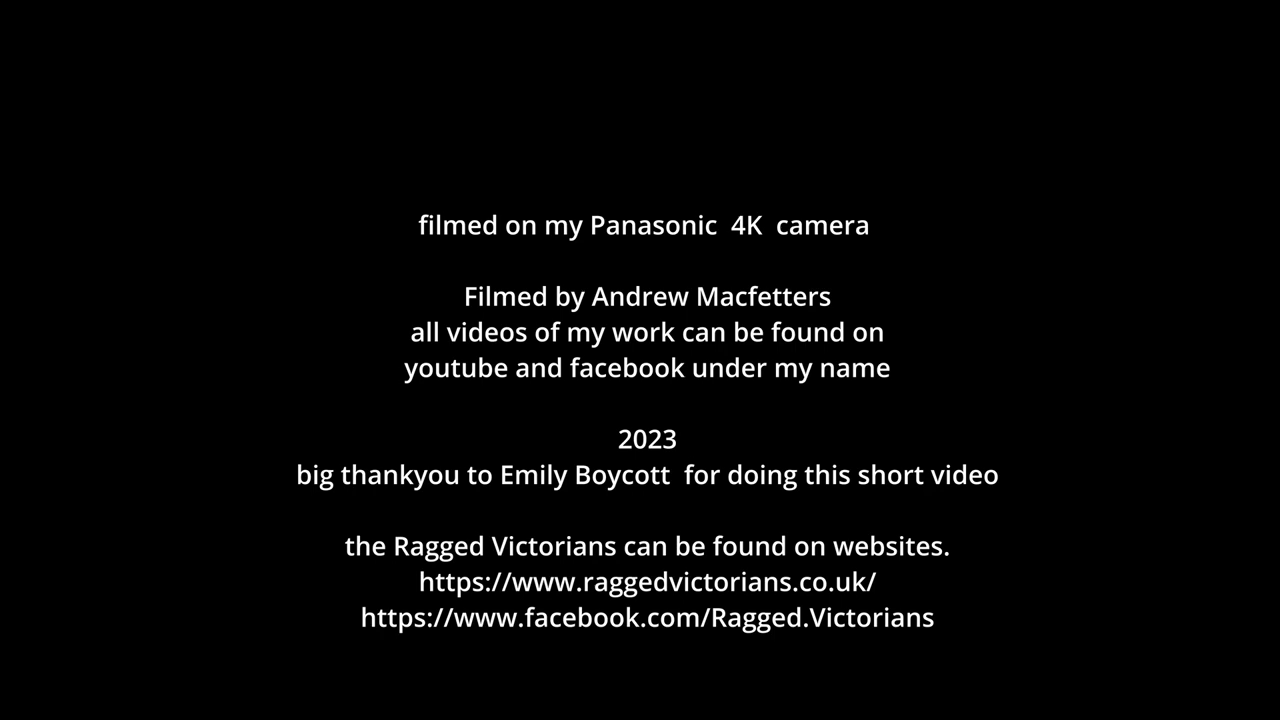 filmed on my Panasonic  4K  camera
Filmed by Andrew Macfetters
all videos of my work can be found on
youtube and facebook under my name
2023
big thankyou to Emily Boycott  for doing this short video
the Ragged Victorians can be found on websites.
https://www.raggedvictorians.co.uk/
https://www.facebook.com/Ragged.Victorians